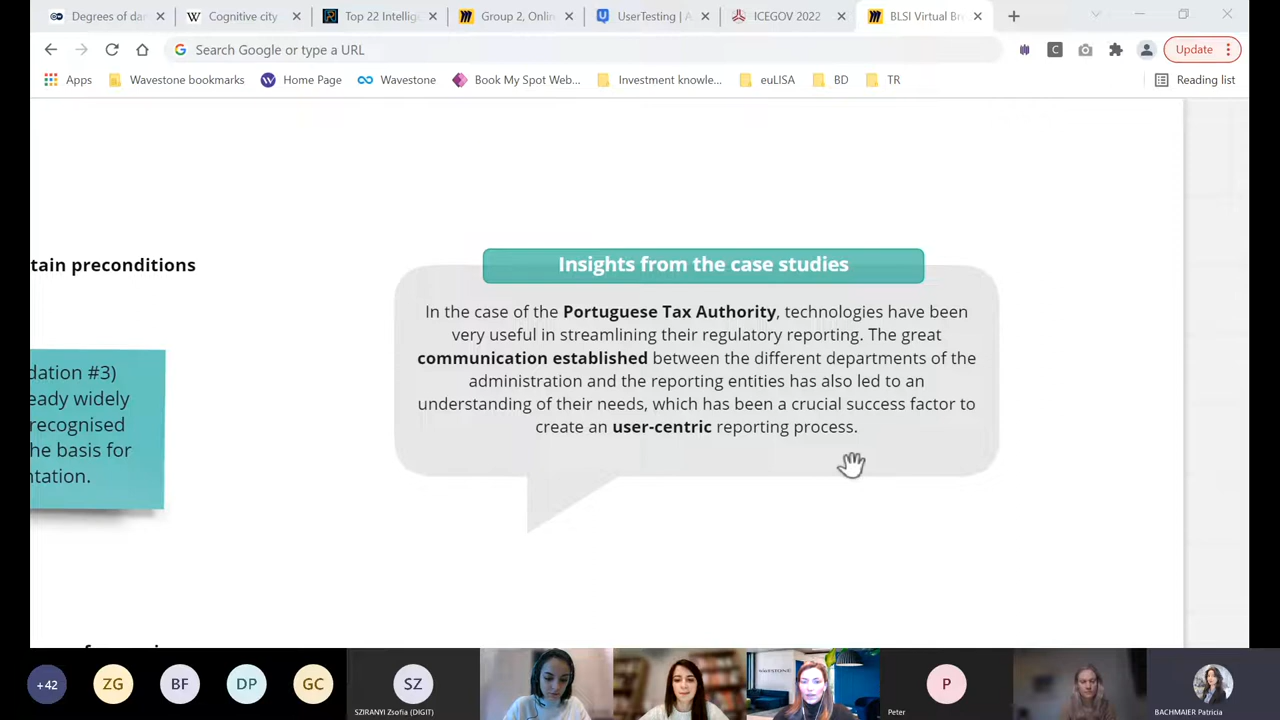 Degrees of da
Cognitive city
Top 22 Intellig
Group 2, Onlin
UserTesting | A
ICEGOV 2022
BLSI Virtual Bre
Search Google or type a URL
Update
Apps
Wavestone bookmarks
Home Page
Wavestone
Book My Spot Web...
Investment knowle...
euLISA
BD
TR
Reading list
tain preconditions
Insights from the case studies
In the case of the Portuguese Tax Authority, technologies have been
very useful in streamlining their regulatory reporting. The great
communication established between the different departments of the
administration and the reporting entities has also led to an
understanding of their needs, which has been a crucial success factor to
create an user-centric reporting process.
dation #3)
eady widely
recognised
he basis for
ntation.
+42
ZG
BF
DP
GC
SZ
SZIRANYI Zsofia (DIGIT)
WAVESTONE
P
Peter
BACHMAIER Patricia